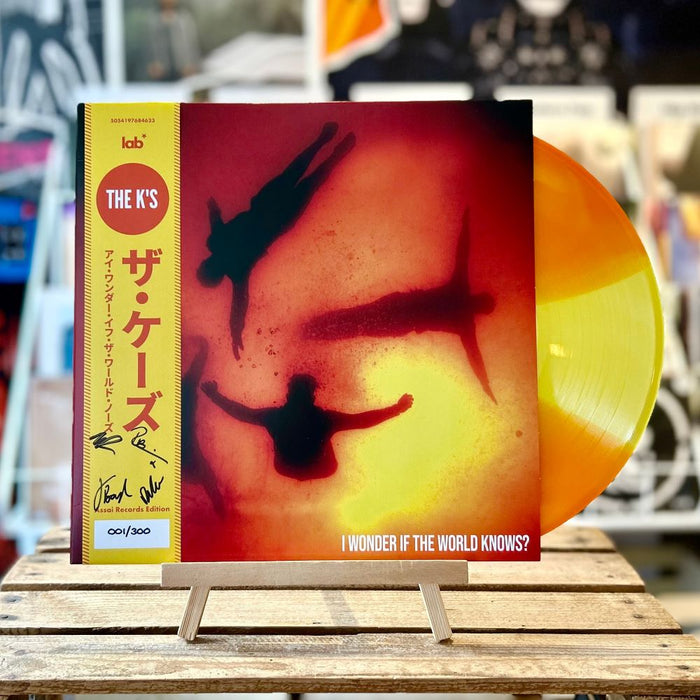 5054197684623
lab*
THE K'S
ザ・ケーズ
アイ・ワンダー・イフ・ザ・ワールド・ノーズ
Assai Records Edition
001/300
I WONDER IF THE WORLD KNOWS?